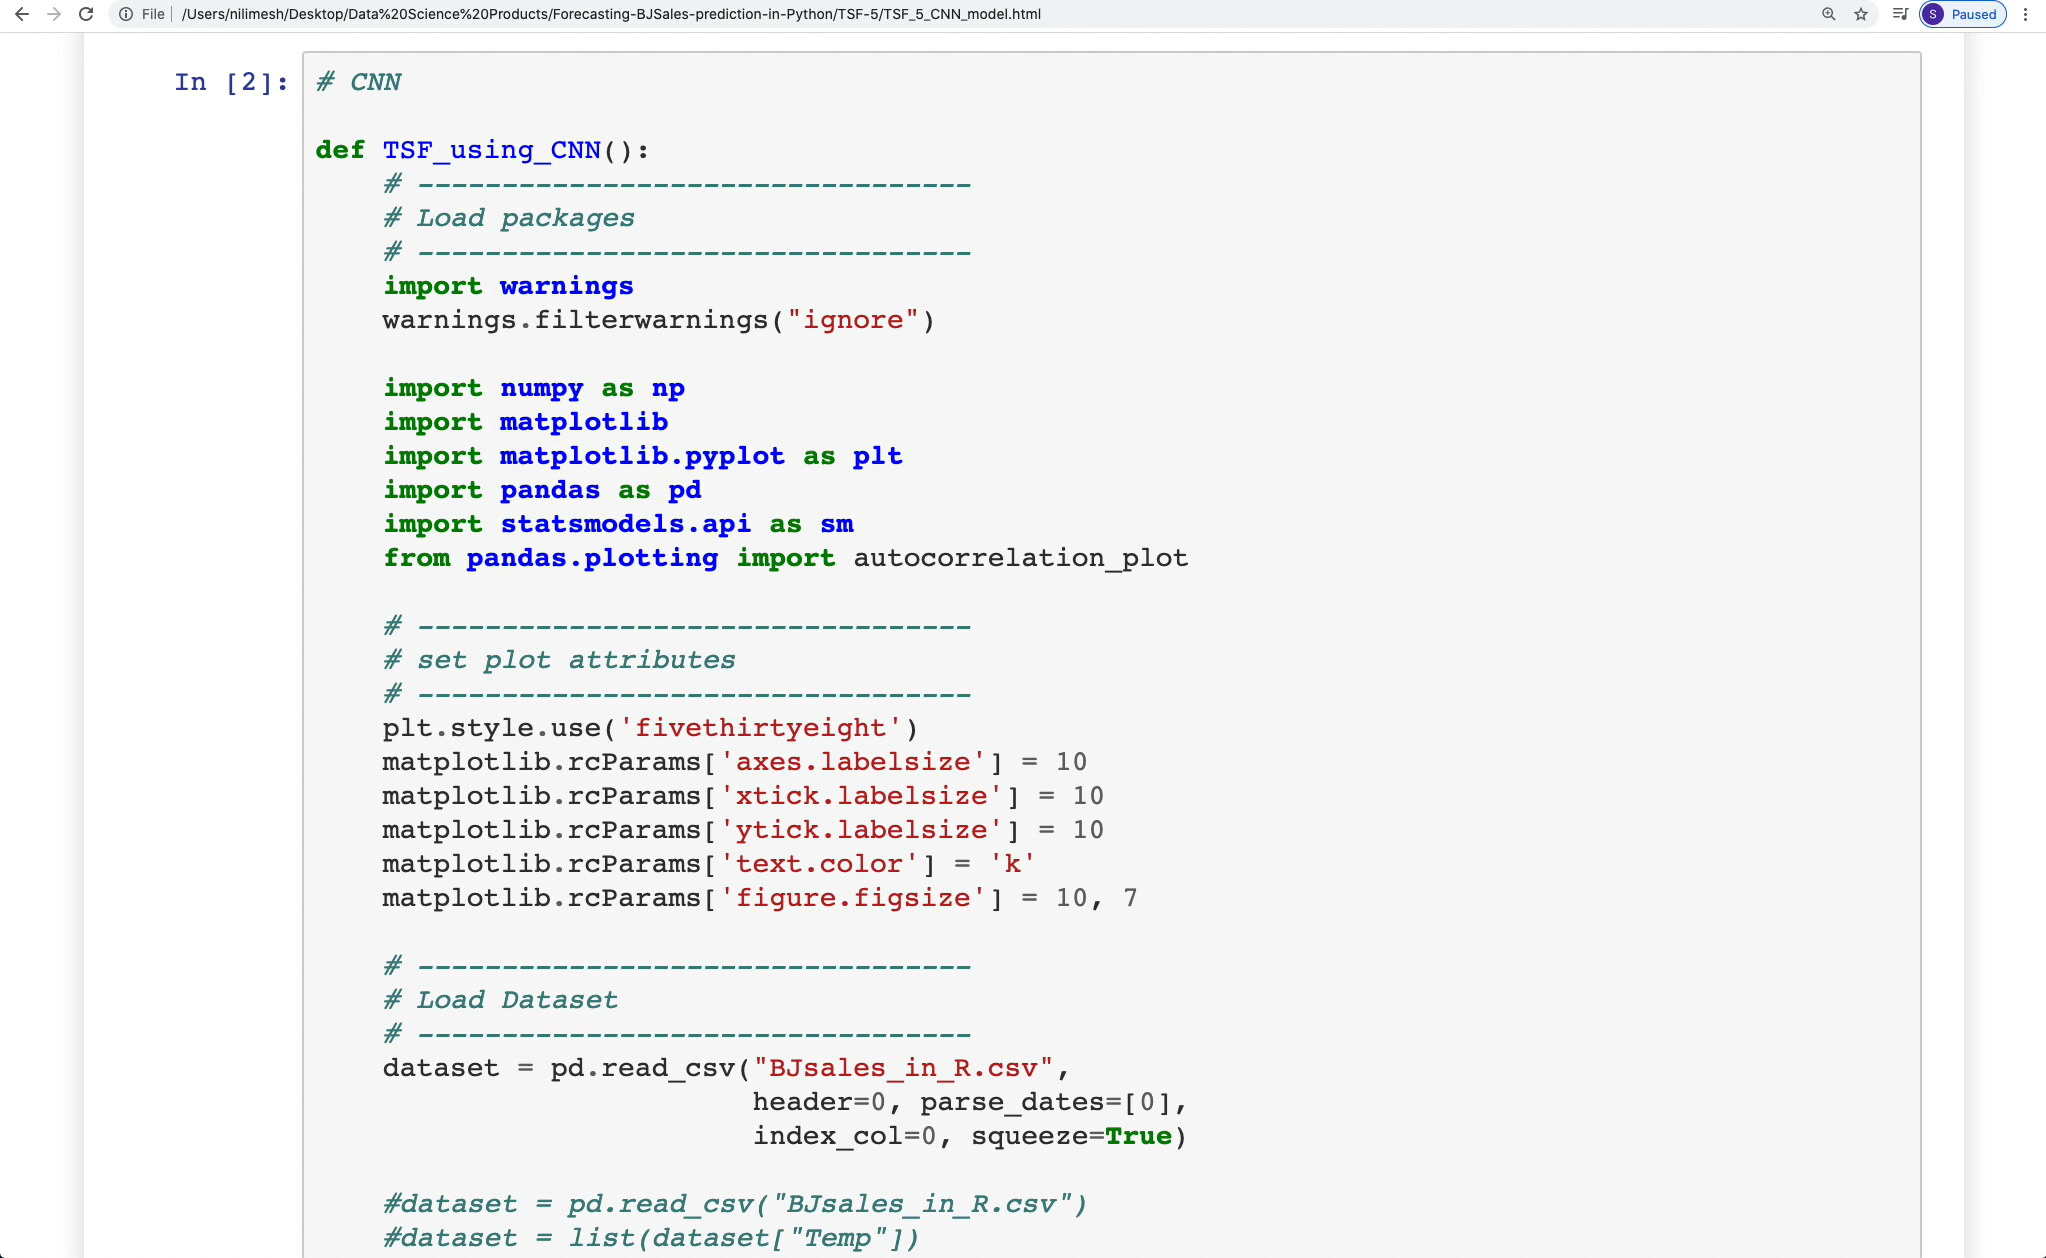 File /Users/nilimesh/Desktop/Data%20Science%20Products/Forecasting-BJSales-prediction-in-Python/TSF-5/TSF_5_CNN_model.html S Paused
In [2]: # CNN
def TSF_using_CNN():
# ---------------------------------
# Load packages
# ---------------------------------
import warnings
warnings.filterwarnings("ignore")
import numpy as np
import matplotlib
import matplotlib.pyplot as plt
import pandas as pd
import statsmodels.api as sm
from pandas.plotting import autocorrelation_plot
# ---------------------------------
# set plot attributes
# ---------------------------------
plt.style.use('fivethirtyeight')
matplotlib.rcParams['axes.labelsize'] = 10
matplotlib.rcParams['xtick.labelsize'] = 10
matplotlib.rcParams['ytick.labelsize'] = 10
matplotlib.rcParams['text.color'] = 'k'
matplotlib.rcParams['figure.figsize'] = 10, 7
# ---------------------------------
# Load Dataset
# ---------------------------------
dataset = pd.read_csv("BJsales_in_R.csv",
header=0, parse_dates=[0],
index_col=0, squeeze=True)
#dataset = pd.read_csv("BJsales_in_R.csv")
#dataset = list(dataset["Temp"])